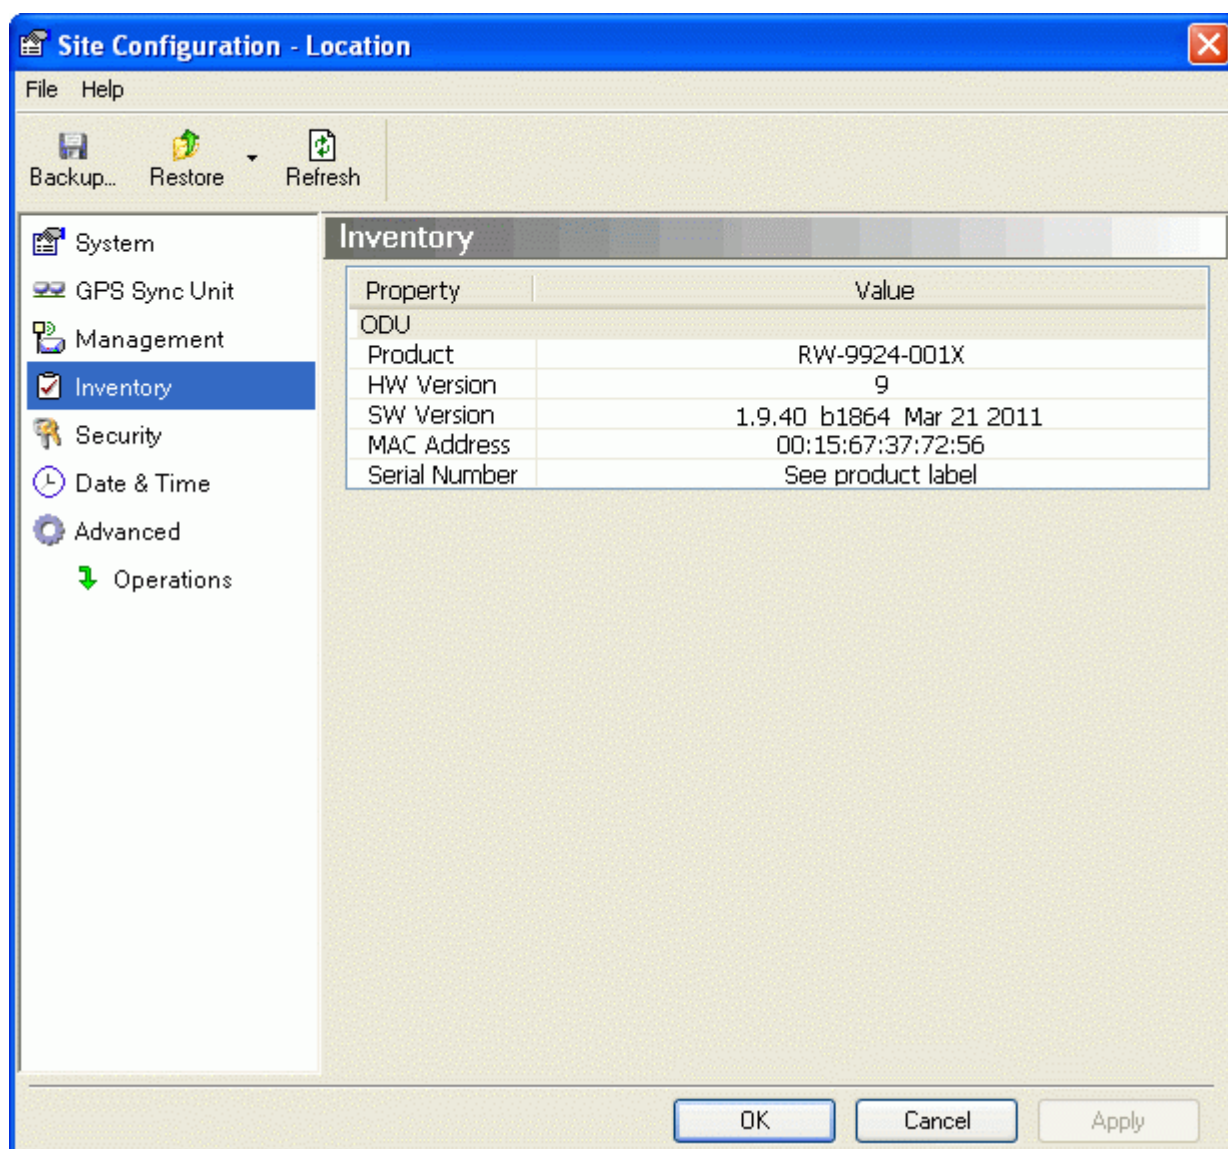 Site Configuration - Location
File Help
Backup... Restore Refresh
System
GPS Sync Unit
Management
Inventory
Security
Date & Time
Advanced
Operations
Inventory
Property Value
ODU
Product RW-9924-001X
HW Version 9
SW Version 1.9.40 b1864 Mar 21 2011
MAC Address 00:15:67:37:72:56
Serial Number See product label
OK Cancel Apply